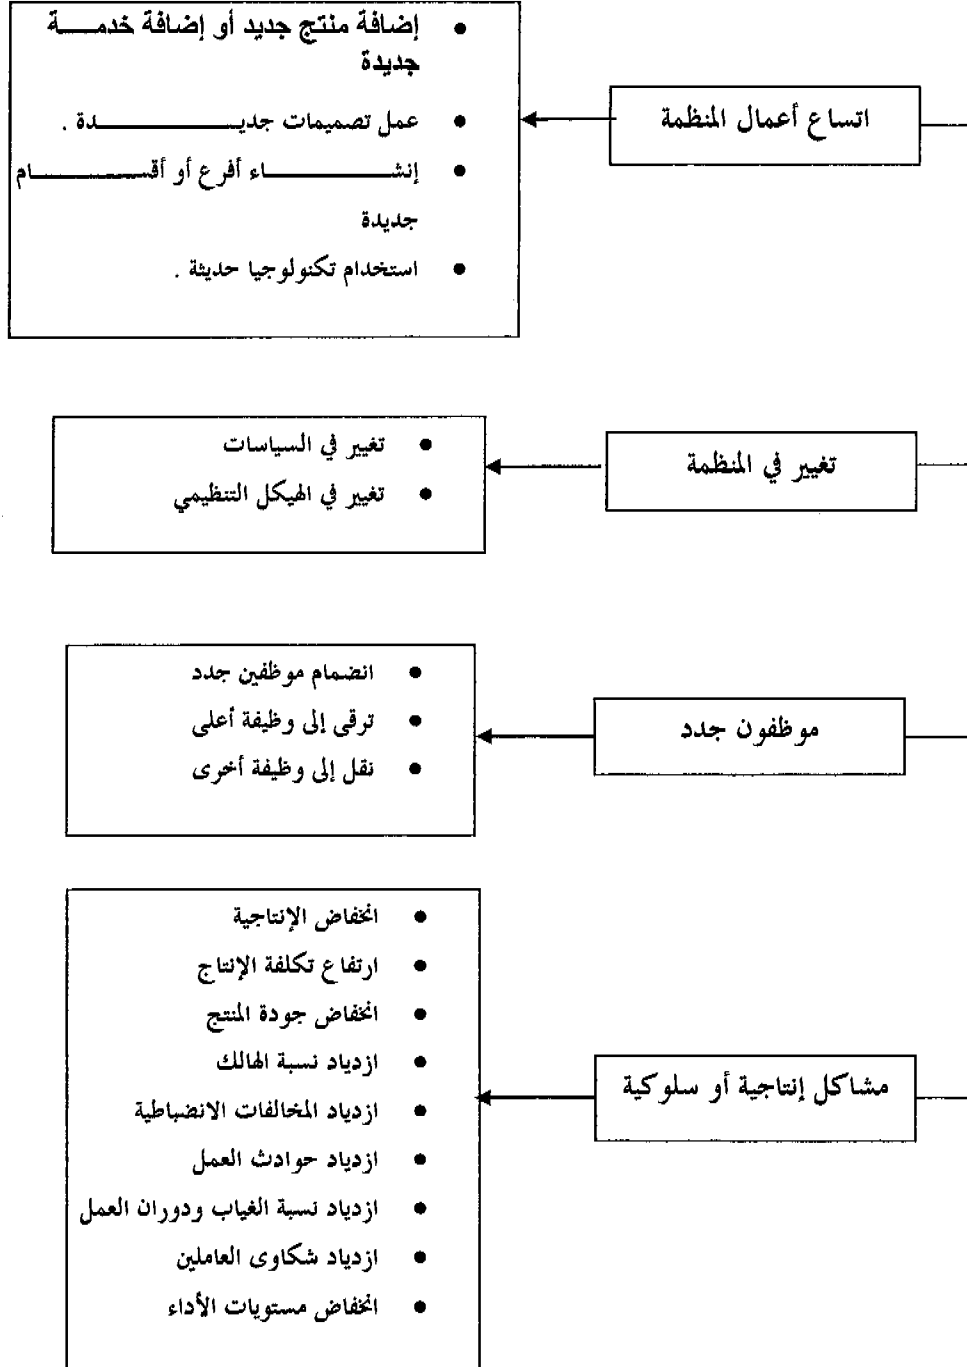 اتساع أعمال المنظمة
إضافة منتج جديد أو إضافة خدمة
جديدة
عمل تصميمات جديدة .
إنشاء أفرع أو أقسام
جديدة
استخدام تكنولوجيا حديثة .
تغيير في المنظمة
تغيير في السياسات
تغيير في الهيكل التنظيمي
موظفون جدد
انضمام موظفين جدد
ترقى إلى وظيفة أعلى
نقل إلى وظيفة أخرى
مشاكل إنتاجية أو سلوكية
انخفاض الإنتاجية
ارتفاع تكلفة الإنتاج
انخفاض جودة المنتج
ازدياد نسبة الهالك
ازدياد المخالفات الانضباطية
ازدياد حوادث العمل
ازدياد نسبة الغياب ودوران العمل
ازدياد شكاوى العاملين
انخفاض مستويات الأداء